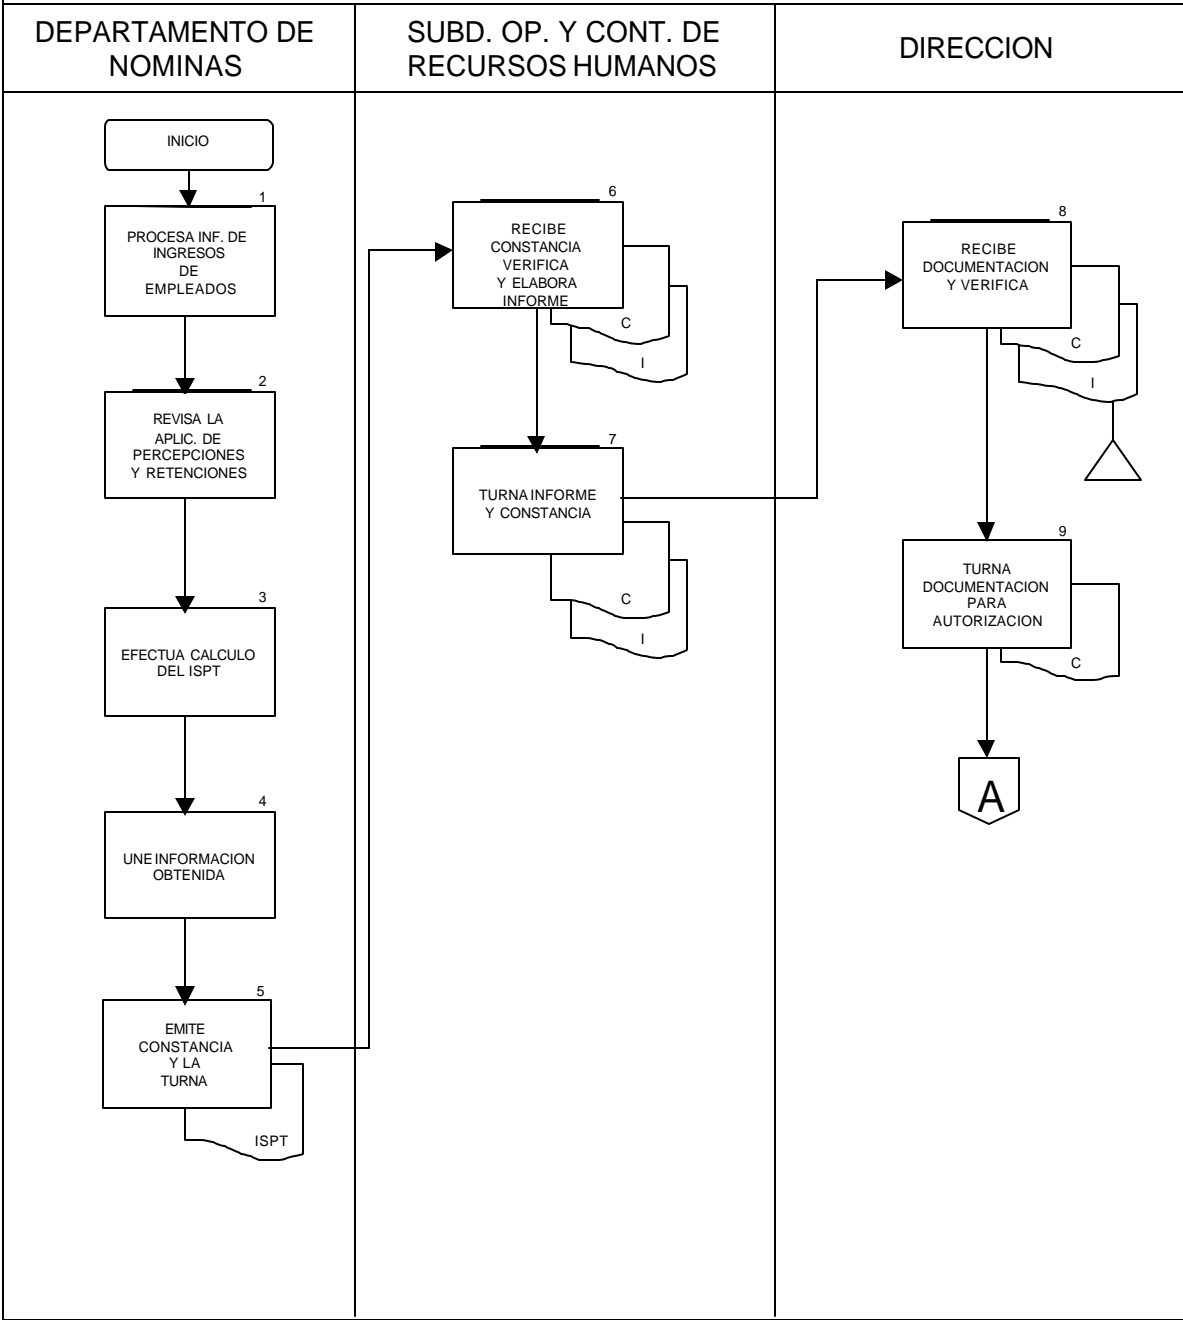 DEPARTAMENTO DE
NOMINAS
SUBD. OP. Y CONT. DE
RECURSOS HUMANOS
DIRECCION
INICIO
1
PROCESA INF. DE
INGRESOS
DE
EMPLEADOS
2
REVISA LA
APLIC. DE
PERCEPCIONES
Y RETENCIONES
3
EFECTUA CALCULO
DEL ISPT
4
UNE INFORMACION
OBTENIDA
5
EMITE
CONSTANCIA
Y LA
TURNA
ISPT
6
RECIBE
CONSTANCIA
VERIFICA
Y ELABORA
INFORME
C
I
7
TURNA INFORME
Y CONSTANCIA
C
I
8
RECIBE
DOCUMENTACION
Y VERIFICA
C
I
9
TURNA
DOCUMENTACION
PARA
AUTORIZACION
C
A